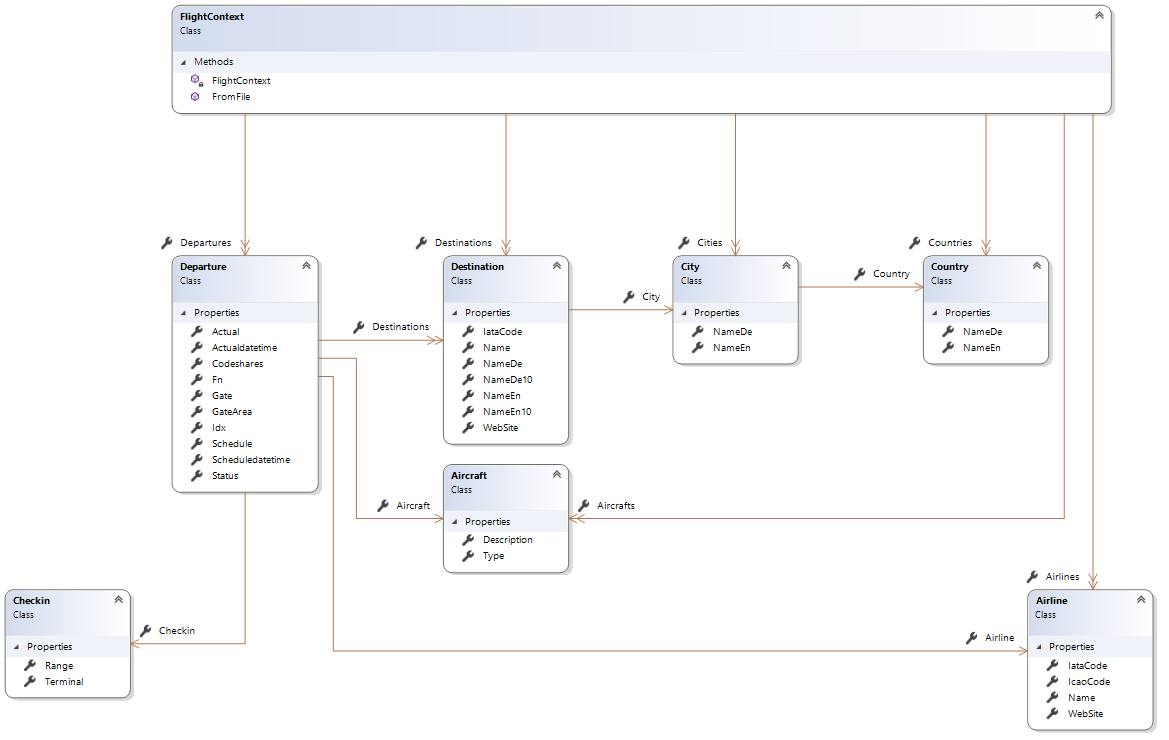 FlightContext
Class
Methods
FlightContext
FromFile
Departures
Destinations
Cities
Countries
Departure
Class
Properties
Actual
Actualdatetime
Codeshares
Fn
Gate
GateArea
Idx
Schedule
Scheduledatetime
Status
Destinations
Destination
Class
Properties
IataCode
Name
NameDe
NameDe10
NameEn
NameEn10
WebSite
City
City
Class
Properties
NameDe
NameEn
Country
Country
Class
Properties
NameDe
NameEn
Aircraft
Aircraft
Class
Properties
Description
Type
Aircrafts
Checkin
Class
Properties
Range
Terminal
Checkin
Airlines
Airline
Airline
Class
Properties
IataCode
IcaoCode
Name
WebSite